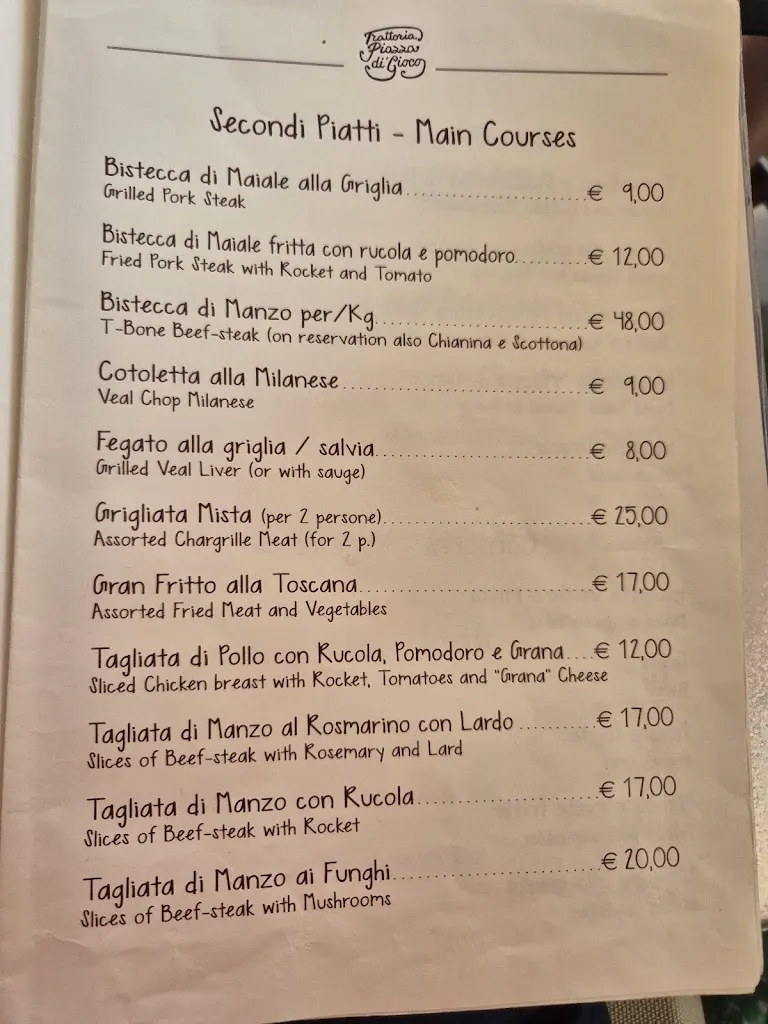 Trattoria
Piazza
di Gioco
Secondi Piatti - Main Courses
Bistecca di Maiale alla Griglia.......................€ 9,00
Grilled Pork Steak
Bistecca di Maiale fritta con rucola e pomodoro.........€ 12,00
Fried Pork Steak with Rocket and Tomato
Bistecca di Manzo per/Kg..........................€ 48,00
T-Bone Beef-steak (on reservation also Chianina e Scottona)
Cotoletta alla Milanese..............................€ 9,00
Veal Chop Milanese
Fegato alla griglia / salvia..........................€ 8,00
Grilled Veal Liver (or with sauge)
Grigliata Mista (per 2 persone)..........................€ 25,00
Assorted Chargrille Meat (for 2 p.)
Gran Fritto alla Toscana.............................€ 17,00
Assorted Fried Meat and Vegetables
Tagliata di Pollo con Rucola, Pomodoro e Grana....€ 12,00
Sliced Chicken breast with Rocket, Tomatoes and "Grana" Cheese
Tagliata di Manzo al Rosmarino con Lardo..........€ 17,00
Slices of Beef-steak with Rosemary and Lard
Tagliata di Manzo con Rucola.......................€ 17,00
Slices of Beef-steak with Rocket
Tagliata di Manzo ai Funghi..........................€ 20,00
Slices of Beef-steak with Mushrooms